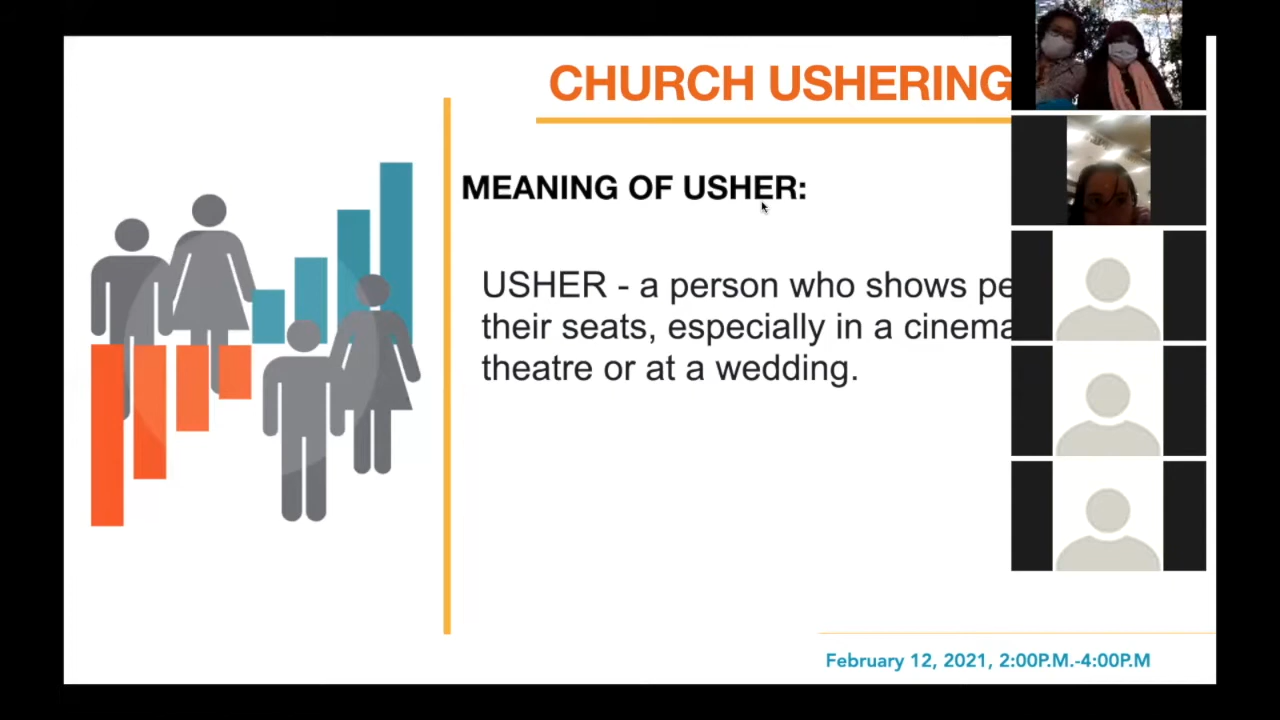 CHURCH USHERING
MEANING OF USHER:
USHER - a person who shows
their seats, especially in a cinema
theatre or at a wedding.
February 12, 2021, 2:00P.M.-4:00P.M